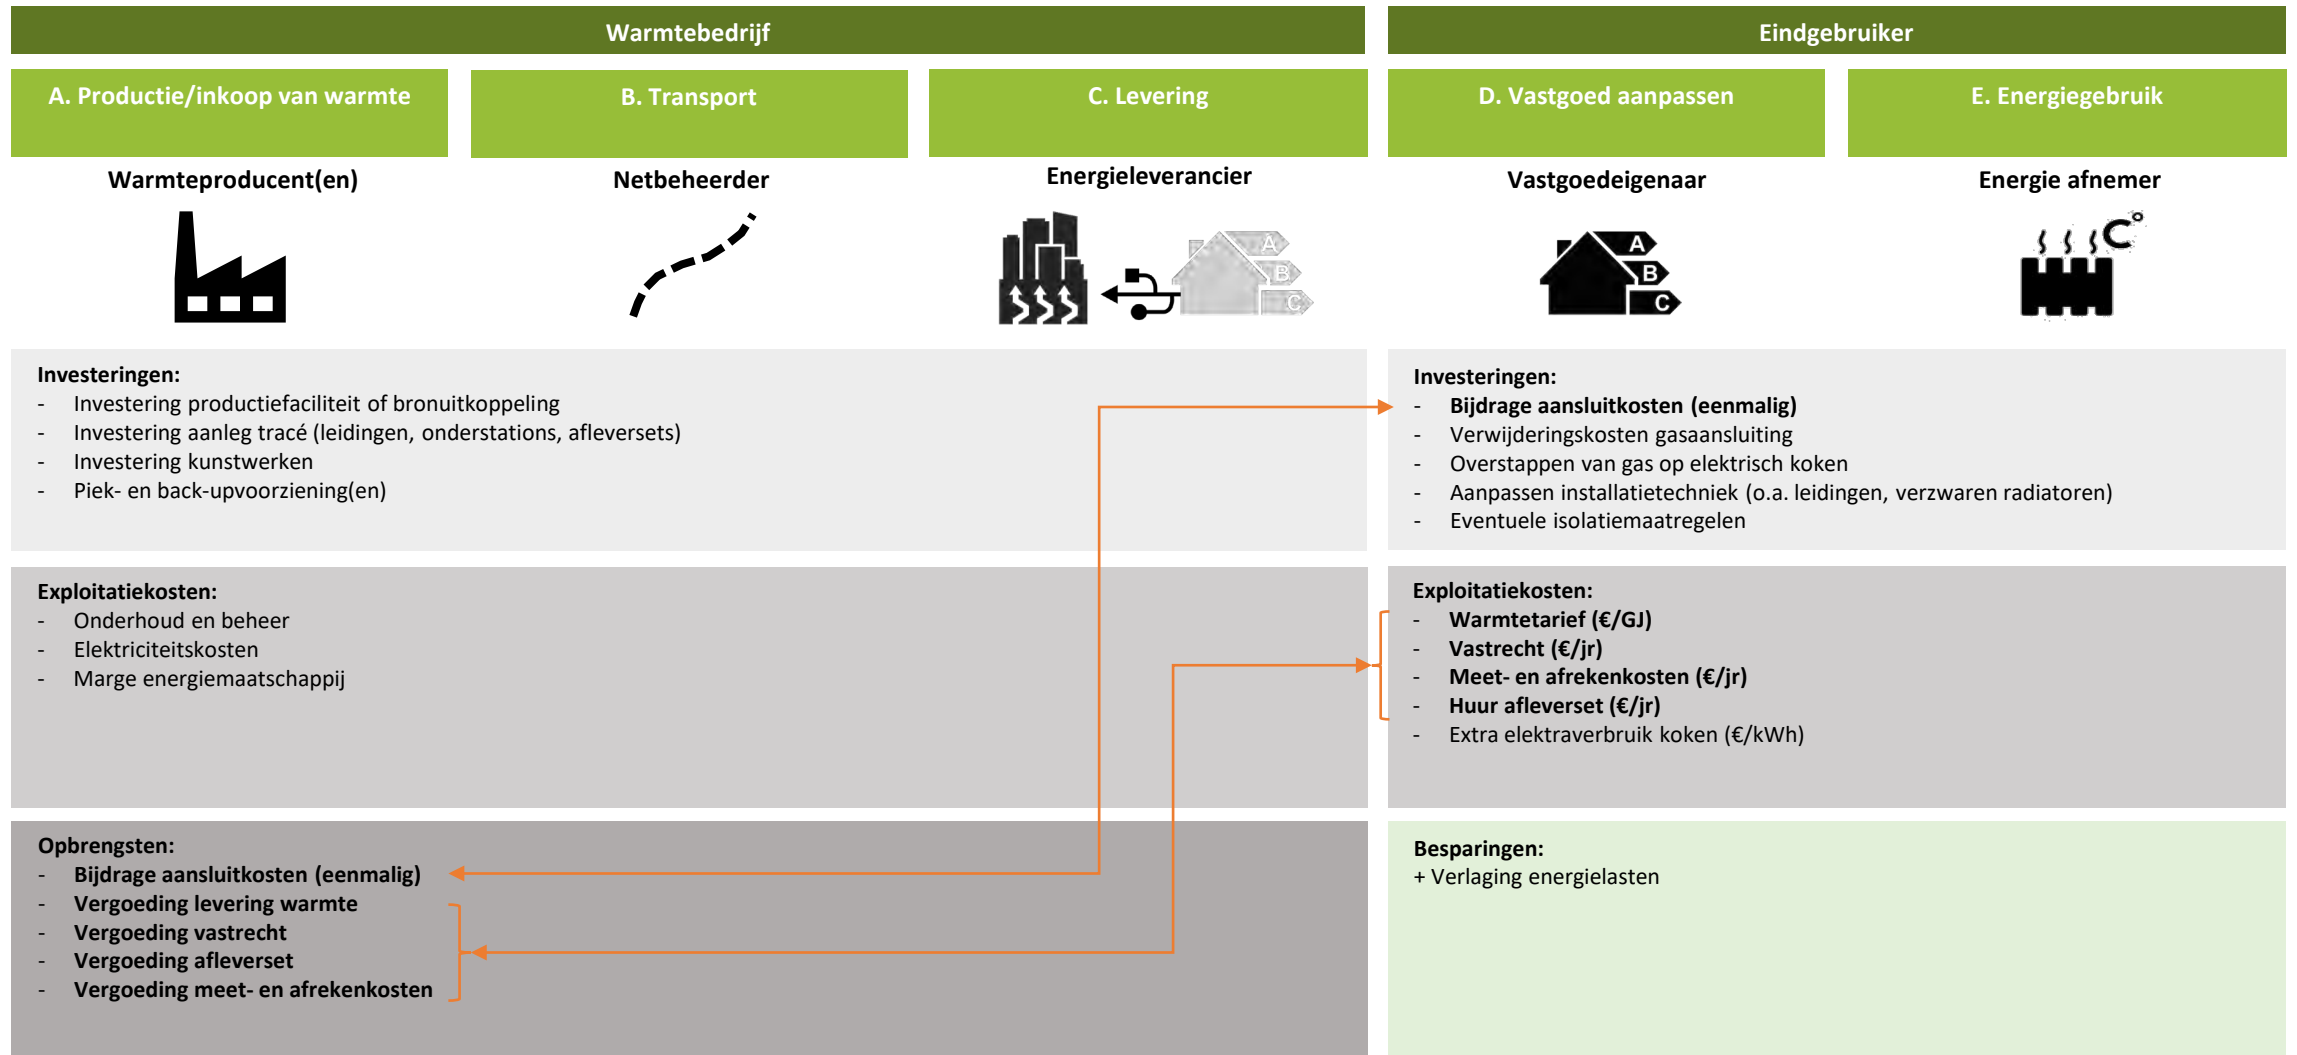 Warmtebedrijf
Eindgebruiker
A. Productie/inkoop van warmte
B. Transport
C. Levering
D. Vastgoed aanpassen
E. Energiegebruik
Warmteproducent(en)
Netbeheerder
Energieleverancier
Vastgoedeigenaar
Energie afnemer
A
B
C
A
B
C
C°
Investeringen:
- Investering productiefaciliteit of bronuitkoppeling
- Investering aanleg tracé (leidingen, onderstations, afleversets)
- Investering kunstwerken
- Piek- en back-upvoorziening(en)
Investeringen:
- Bijdrage aansluitkosten (eenmalig)
- Verwijderingskosten gasaansluiting
- Overstappen van gas op elektrisch koken
- Aanpassen installatietechniek (o.a. leidingen, verzwaren radiatoren)
- Eventuele isolatiemaatregelen
Exploitatiekosten:
- Onderhoud en beheer
- Elektriciteitskosten
- Marge energiemaatschappij
Exploitatiekosten:
- Warmtetarief (€/GJ)
- Vastrecht (€/jr)
- Meet- en afrekenkosten (€/jr)
- Huur afleverset (€/jr)
- Extra elektraverbruik koken (€/kWh)
Opbrengsten:
- Bijdrage aansluitkosten (eenmalig)
- Vergoeding levering warmte
- Vergoeding vastrecht
- Vergoeding afleverset
- Vergoeding meet- en afrekenkosten
Besparingen:
+ Verlaging energielasten